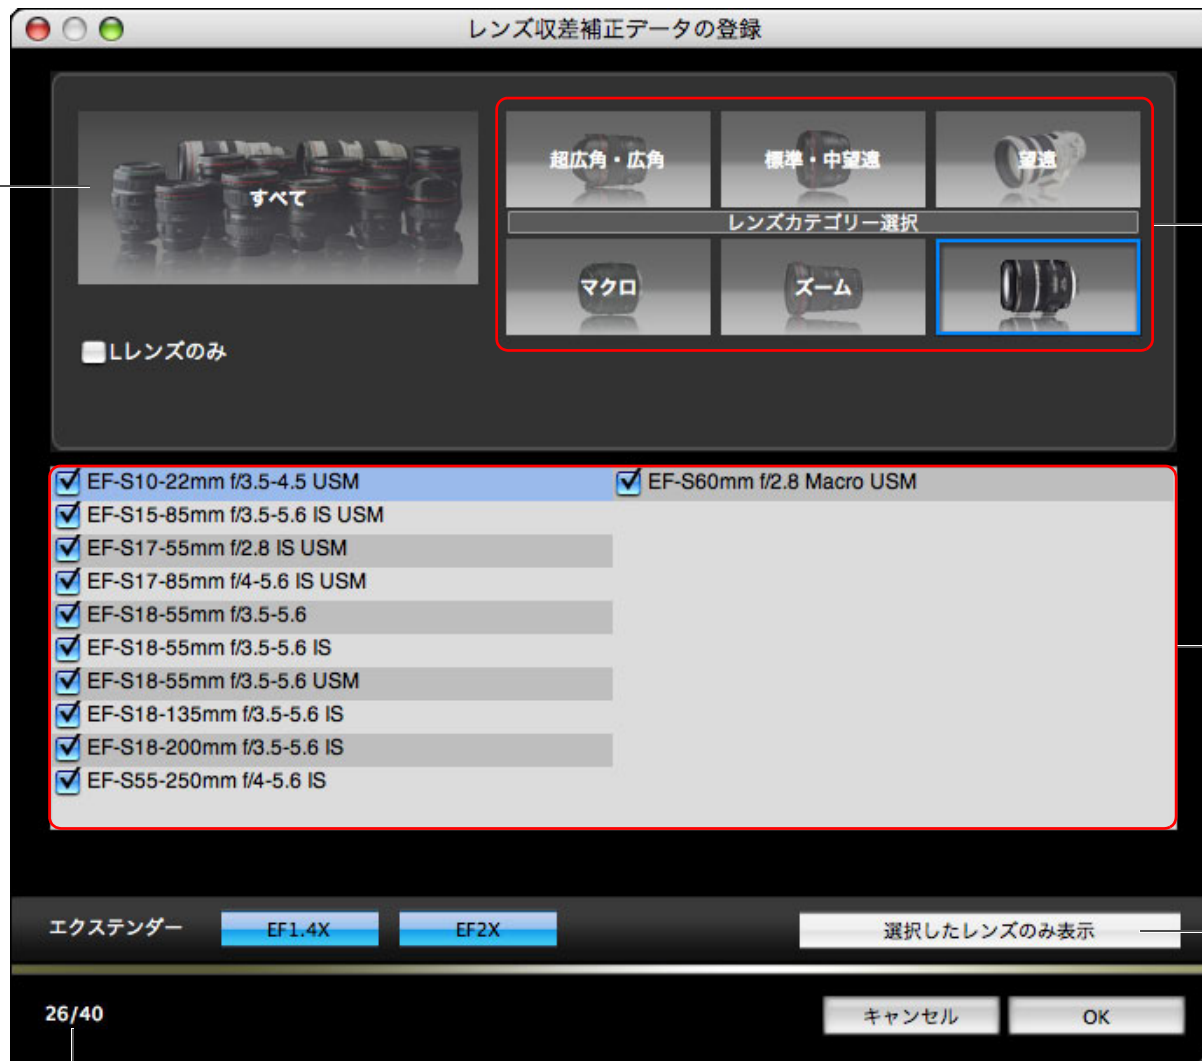 レンズ収差補正データの登録
すべて
超広角・広角
標準・中望遠
望遠
レンズカテゴリー選択
マクロ
ズーム
Lレンズのみ
EF-S10-22mm f/3.5-4.5 USM
EF-S15-85mm f/3.5-5.6 IS USM
EF-S17-55mm f/2.8 IS USM
EF-S17-85mm f/4-5.6 IS USM
EF-S18-55mm f/3.5-5.6
EF-S18-55mm f/3.5-5.6 IS
EF-S18-55mm f/3.5-5.6 USM
EF-S18-135mm f/3.5-5.6 IS
EF-S18-200mm f/3.5-5.6 IS
EF-S55-250mm f/4-5.6 IS
EF-S60mm f/2.8 Macro USM
エクステンダー
EF1.4X
EF2X
選択したレンズのみ表示
26/40
キャンセル
OK